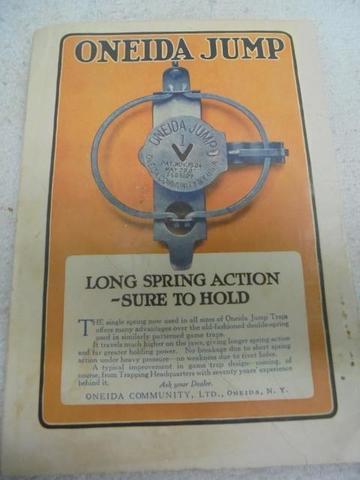 ONEIDA JUMP
ONEIDA JUMP
1
LONG SPRING ACTION
-SURE TO HOLD
THE single spring now used in all sizes of Oneida Jump Traps
offers many advantages over the old-fashioned double-spring
used in similarly patterned game traps.
It travels much higher on the jaws, giving longer spring action
and far greater holding power. No breakage due to short spring
action under heavy pressure—no weakness due to rivet holes.
A typical improvement in game trap design—coming, of
course, from Trapping Headquarters with seventy years' experience
behind it.
Ask your Dealer.
ONEIDA COMMUNITY, LTD., ONEIDA, N. Y.